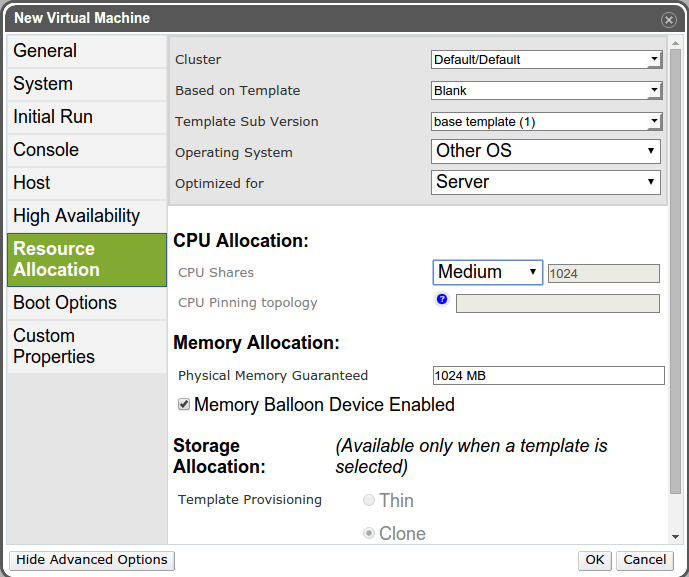 New Virtual Machine
General
System
Initial Run
Console
Host
High Availability
Resource
Allocation
Boot Options
Custom
Properties
Cluster Default/Default
Based on Template Blank
Template Sub Version base template (1)
Operating System Other OS
Optimized for Server
CPU Allocation:
CPU Shares Medium 1024
CPU Pinning topology ?
Memory Allocation:
Physical Memory Guaranteed 1024 MB
Memory Balloon Device Enabled
Storage (Available only when a template is
Allocation: selected)
Template Provisioning Thin
Clone
Hide Advanced Options OK Cancel